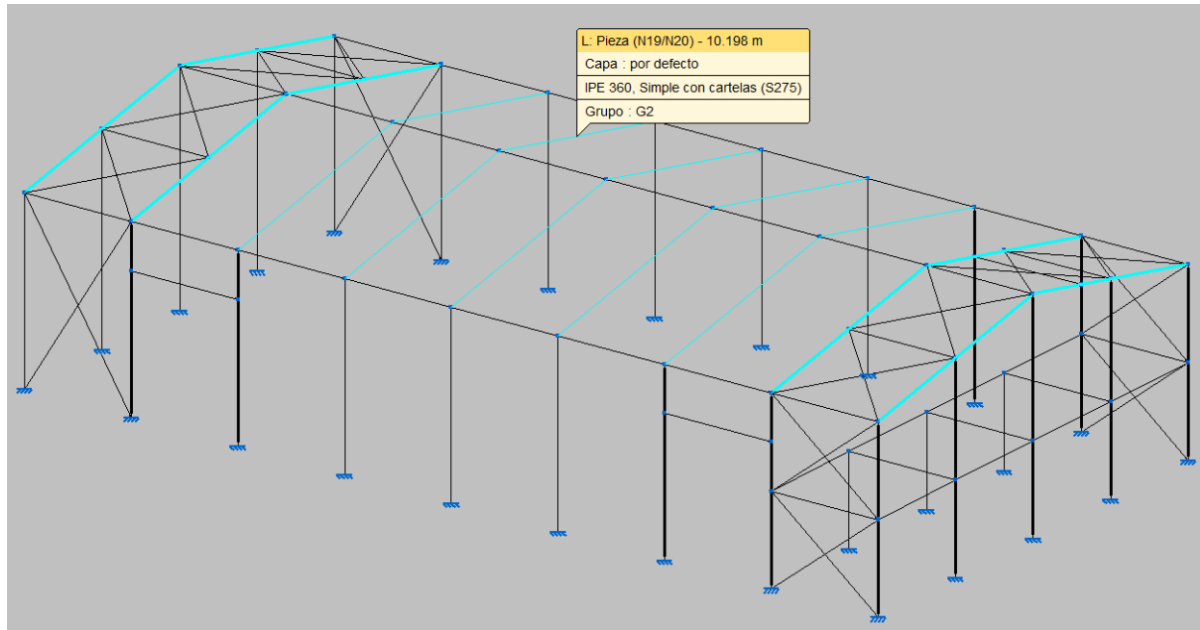 L: Pieza (N19/N20) - 10.198 m
Capa : por defecto
IPE 360, Simple con cartelas (S275)
Grupo : G2